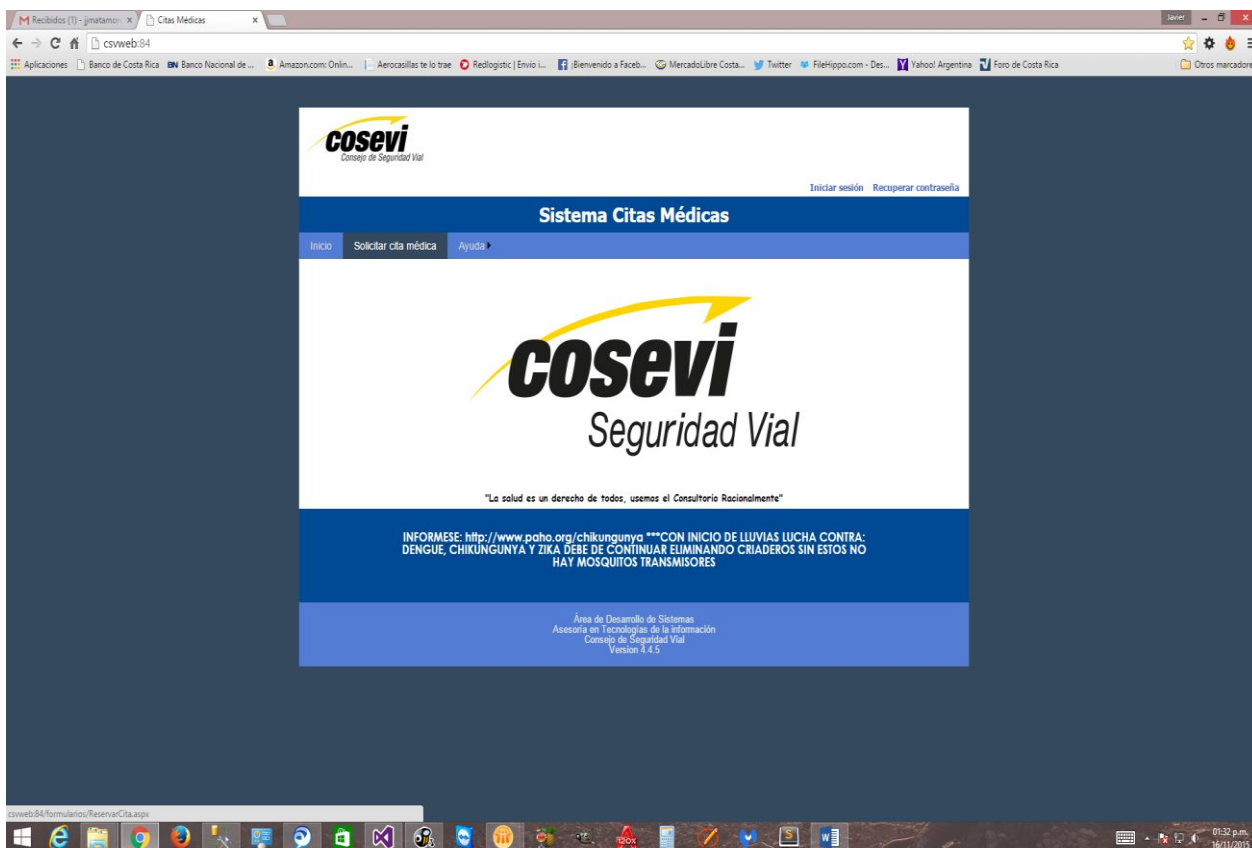 Recibidos (1) - jjmatamor
Citas Médicas
Javier
csvweb:84
Aplicaciones
Banco de Costa Rica
BN Banco Nacional de ...
Amazon.com: Onlin...
Aerocasillas te lo trae
Redlogistic | Envío i...
¡Bienvenido a Faceb...
MercadoLibre Costa...
Twitter
FileHippo.com - Des...
Yahoo! Argentina
Foro de Costa Rica
Otros marcadore
cosevi
Consejo de Seguridad Vial
Iniciar sesión Recuperar contraseña
Sistema Citas Médicas
Inicio Solicitar cita médica Ayuda
cosevi
Seguridad Vial
"La salud es un derecho de todos, usemos el Consultorio Racionalmente"
INFORMESE: http://www.paho.org/chikungunya ***CON INICIO DE LLUVIAS LUCHA CONTRA:
DENGUE, CHIKUNGUNYA Y ZIKA DEBE DE CONTINUAR ELIMINANDO CRIADEROS SIN ESTOS NO
HAY MOSQUITOS TRANSMISORES
Área de Desarrollo de Sistemas
Asesoría en Tecnologías de la información
Consejo de Seguridad Vial
Version 4.4.5
csvweb:84/formularios/ReservarCita.aspx
01:32 p.m.
16/11/2015